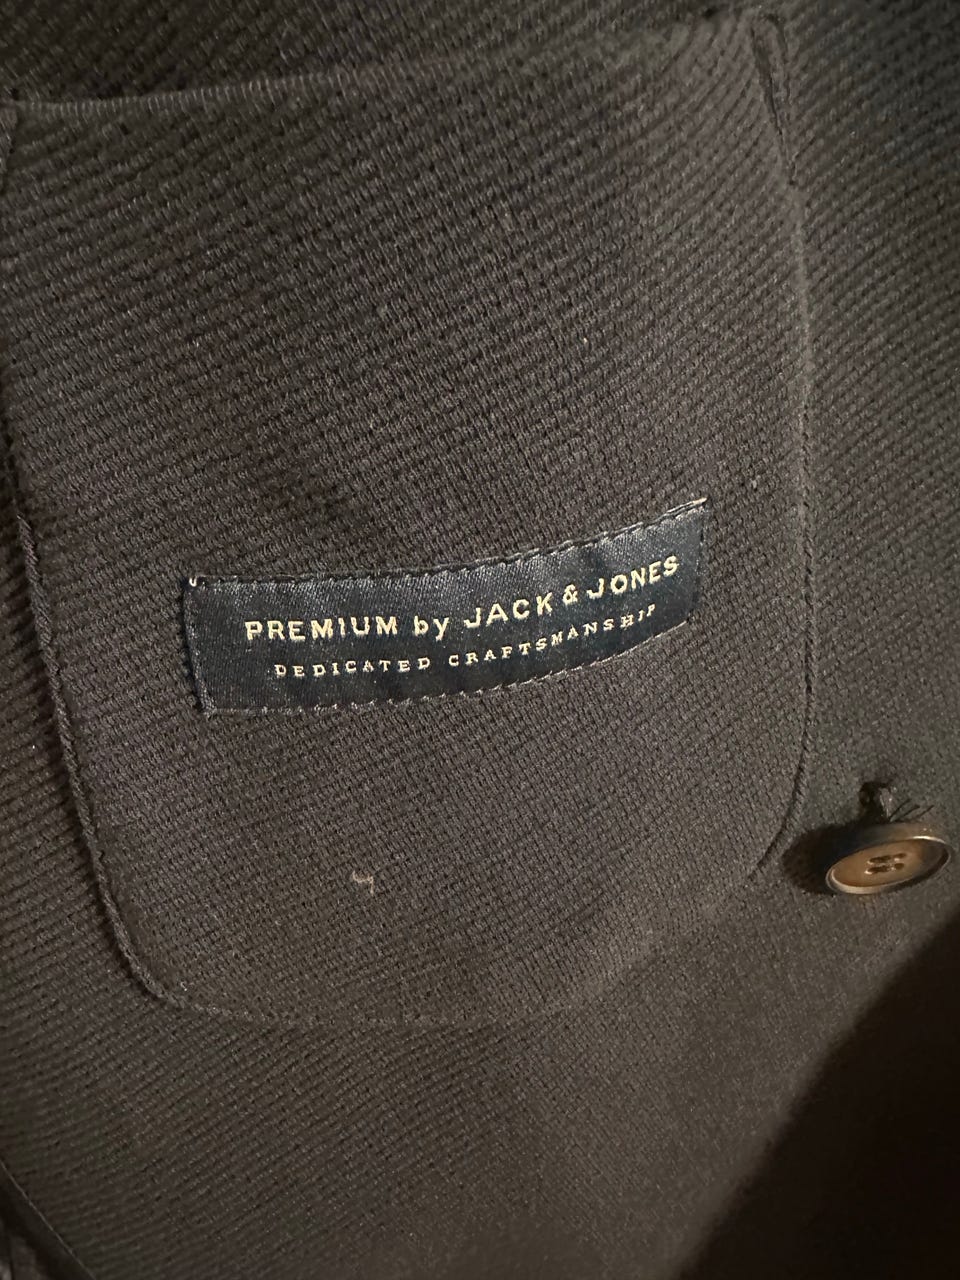 PREMIUM by JACK & JONES
DEDICATED CRAFTSMANSHIP